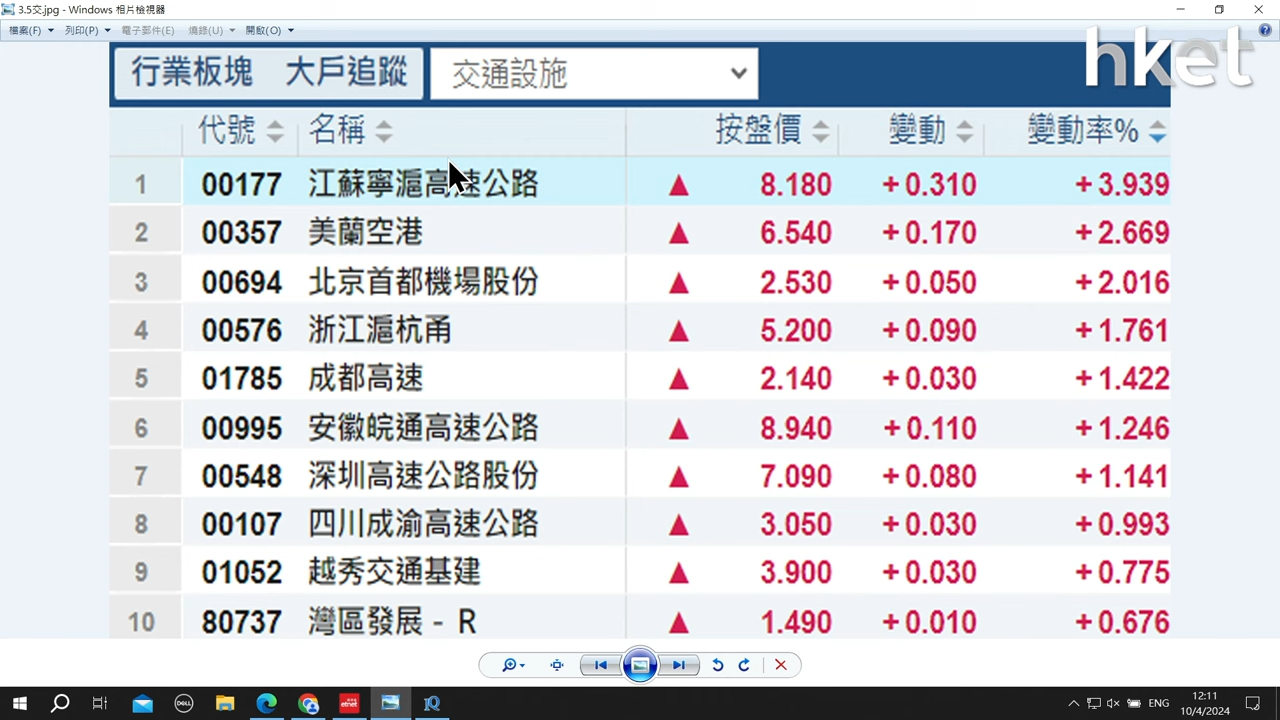 3.5交.jpg - Windows 相片檢視器
檔案(F) 列印(P) 電子郵件(E) 燒錄(U) 開啟(O)
hket
行業板塊 大戶追蹤 交通設施
代號 名稱 按盤價 變動 變動率%
1 00177 江蘇寧滬高速公路 ▲ 8.180 +0.310 +3.939
2 00357 美蘭空港 ▲ 6.540 +0.170 +2.669
3 00694 北京首都機場股份 ▲ 2.530 +0.050 +2.016
4 00576 浙江滬杭甬 ▲ 5.200 +0.090 +1.761
5 01785 成都高速 ▲ 2.140 +0.030 +1.422
6 00995 安徽皖通高速公路 ▲ 8.940 +0.110 +1.246
7 00548 深圳高速公路股份 ▲ 7.090 +0.080 +1.141
8 00107 四川成渝高速公路 ▲ 3.050 +0.030 +0.993
9 01052 越秀交通基建 ▲ 3.900 +0.030 +0.775
10 80737 灣區發展 - R ▲ 1.490 +0.010 +0.676
DELL etnet IQ ENG 12:11
10/4/2024